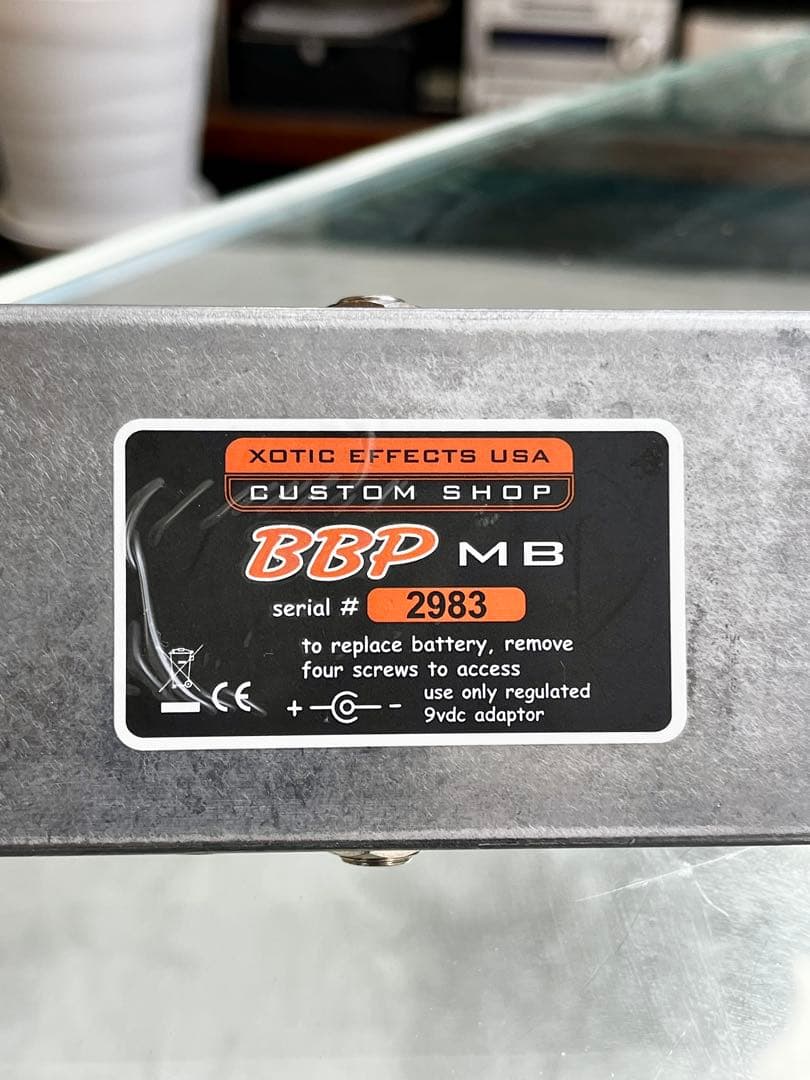 XOTIC EFFECTS USA
CUSTOM SHOP
BBP MB
serial # 2983
to replace battery, remove
four screws to access
use only regulated
9vdc adaptor
CE
+ -